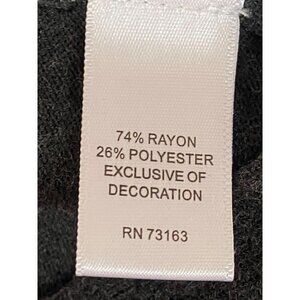 74% RAYON
26% POLYESTER
EXCLUSIVE OF
DECORATION
RN 73163